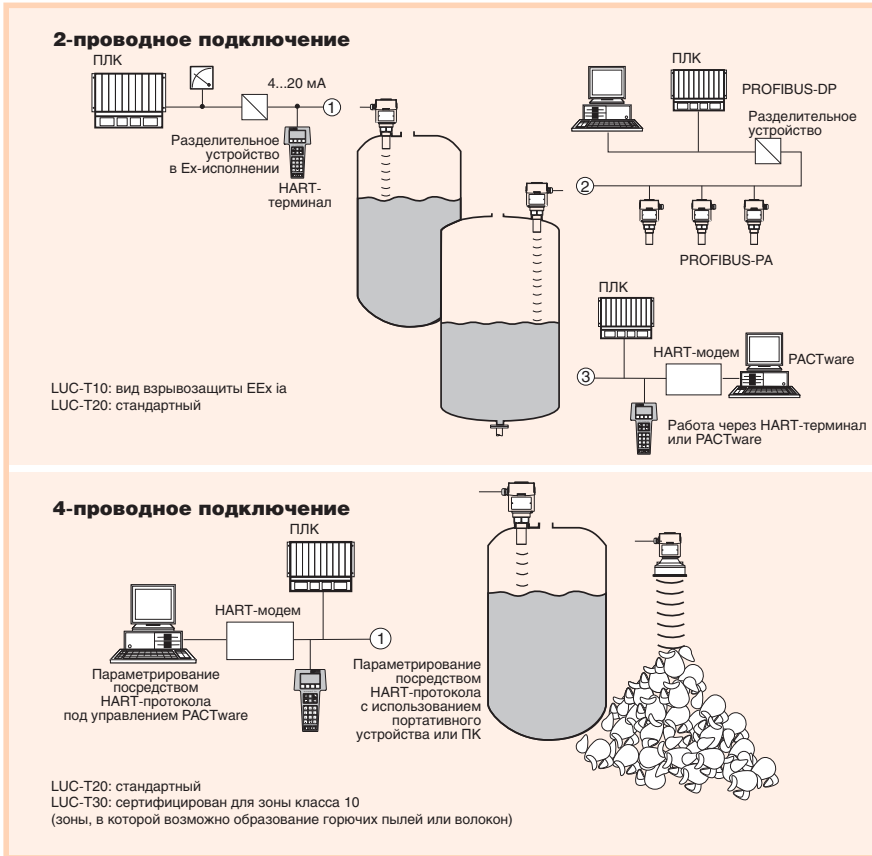 2-проводное подключение
ПЛК
4...20 мА
1
Разделительное
устройство
в Ex-исполнении
HART-
терминал
ПЛК
PROFIBUS-DP
Разделительное
устройство
2
PROFIBUS-PA
ПЛК
HART-модем
PACTware
3
Работа через HART-терминал
или PACTware
LUC-T10: вид взрывозащиты EEx ia
LUC-T20: стандартный
4-проводное подключение
ПЛК
HART-модем
1
Параметрирование
посредством
HART-протокола
под управлением PACTware
Параметрирование
посредством
HART-протокола
с использованием
портативного
устройства или ПК
LUC-T20: стандартный
LUC-T30: сертифицирован для зоны класса 10
(зоны, в которой возможно образование горючих пылей или волокон)